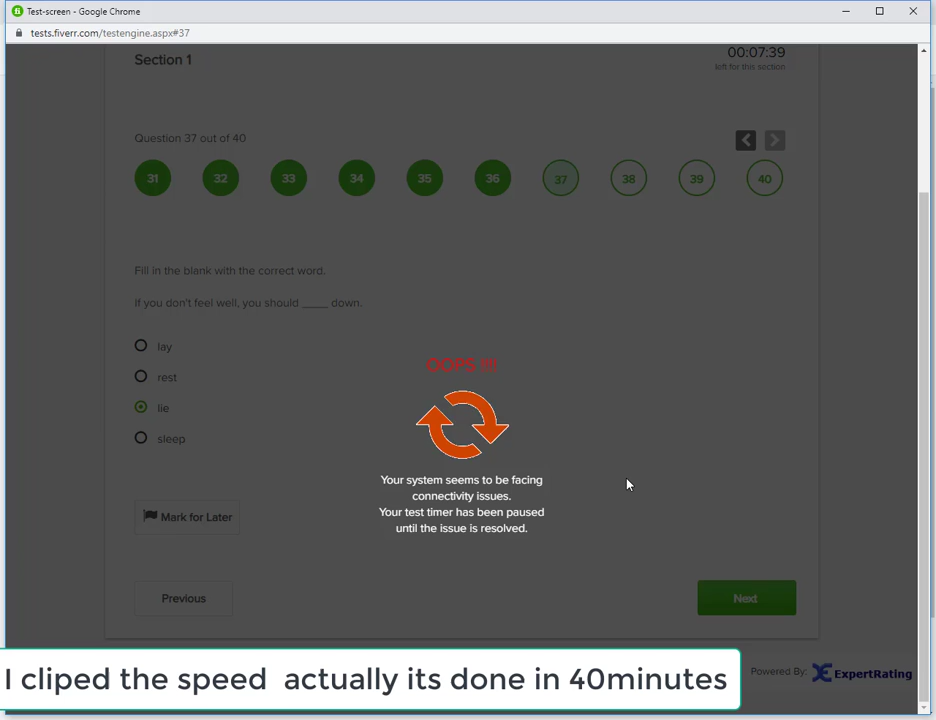 Test-screen - Google Chrome
tests.fiverr.com/testengine.aspx#37
Section 1
00:07:39
left for this section
Question 37 out of 40
31 32 33 34 35 36 37 38 39 40
Fill in the blank with the correct word.
If you don't feel well, you should ____ down.
lay
rest
lie
sleep
OOPS !!!!
Your system seems to be facing
connectivity issues.
Your test timer has been paused
until the issue is resolved.
Mark for Later
Previous
Next
I cliped the speed actually its done in 40minutes
Powered By: ExpertRating